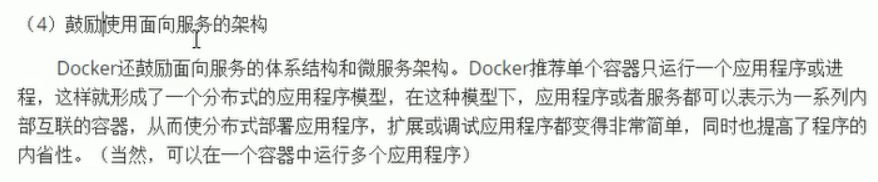 （4）鼓励使用面向服务的架构
Docker还鼓励面向服务的体系结构和微服务架构。Docker推荐单个容器只运行一个应用程序或进
程，这样就形成了一个分布式的应用程序模型，在这种模型下，应用程序或者服务都可以表示为一系列内
部互联的容器，从而使分布式部署应用程序，扩展或调试应用程序都变得非常简单，同时也提高了程序的
内省性。（当然，可以在一个容器中运行多个应用程序）